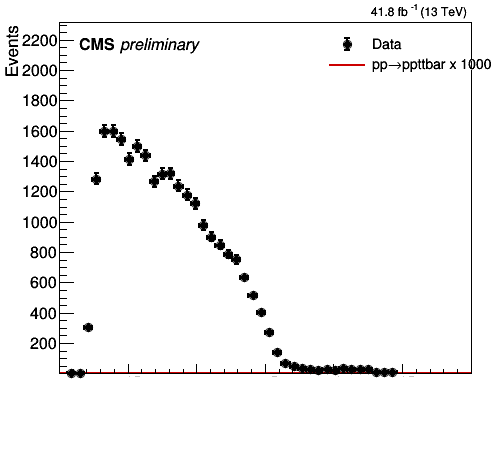 41.8 fb⁻¹ (13 TeV)
Events
CMS preliminary
Data
pp→ppttbar x 1000
2200
2000
1800
1600
1400
1200
1000
800
600
400
200